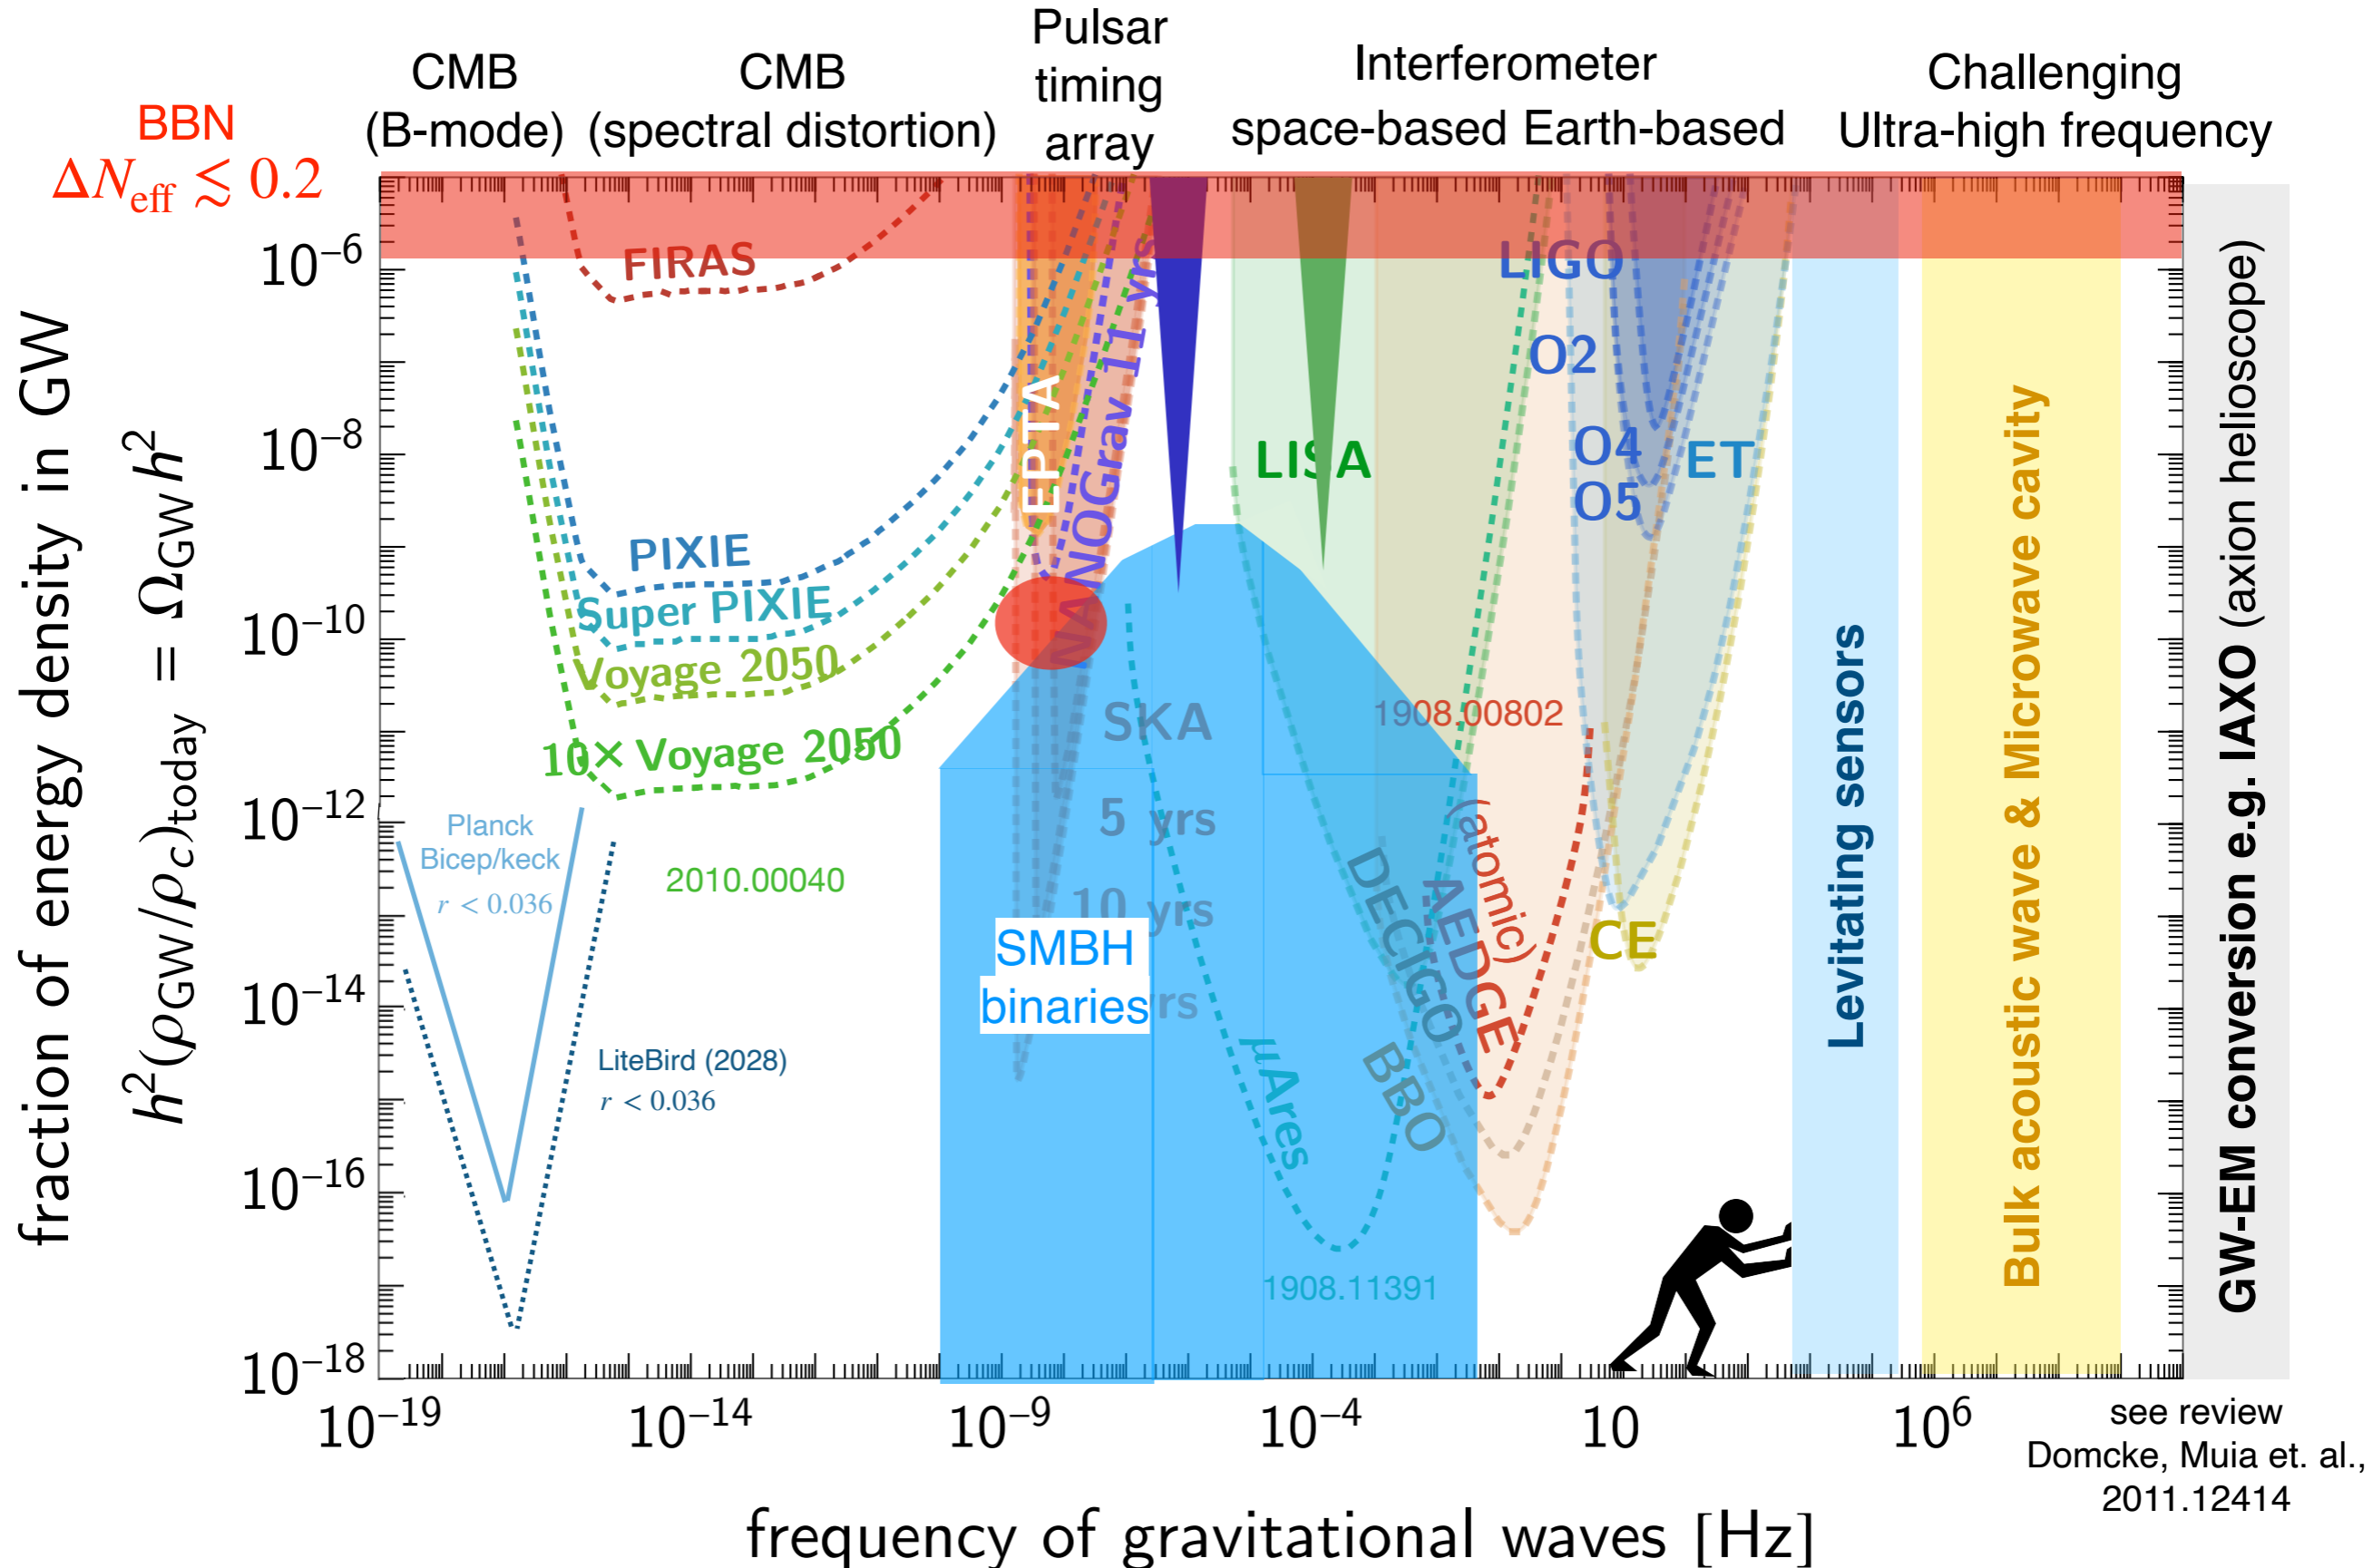 CMB
(B-mode)
CMB
(spectral distortion)
Pulsar
timing
array
Interferometer
space-based Earth-based
Challenging
Ultra-high frequency
BBN
ΔN_eff ≲ 0.2
fraction of energy density in GW
h²(ρ_GW/ρ_c)_today = Ω_GW h²
10⁻⁶
10⁻⁸
10⁻¹⁰
10⁻¹²
10⁻¹⁴
10⁻¹⁶
10⁻¹⁸
FIRAS
PIXIE
Super PIXIE
Voyage 2050
10× Voyage 2050
Planck
Bicep/keck
r < 0.036
2010.00040
LiteBird (2028)
r < 0.036
EPTA
NANOGrav 11 yrs
SKA
5 yrs
10 yrs
rs
SMBH
binaries
LISA
μAres
1908.11391
DECIGO
BBO
AEDGE
(atomic)
1908.00802
LIGO
O2
O4
O5
ET
CE
Levitating sensors
Bulk acoustic wave & Microwave cavity
GW-EM conversion e.g. IAXO (axion helioscope)
10⁻¹⁹
10⁻¹⁴
10⁻⁹
10⁻⁴
10
10⁶
see review
Domcke, Muia et. al.,
2011.12414
frequency of gravitational waves [Hz]